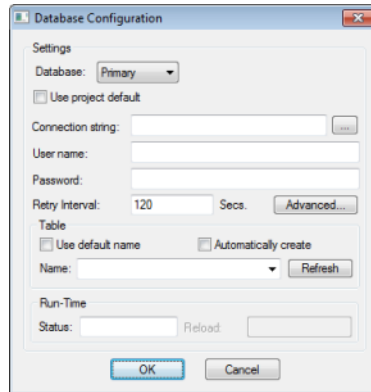 Database Configuration
Settings
Database: Primary
Use project default
Connection string: ...
User name:
Password:
Retry Interval: 120 Secs. Advanced...
Table
Use default name Automatically create
Name: Refresh
Run-Time
Status: Reload:
OK Cancel